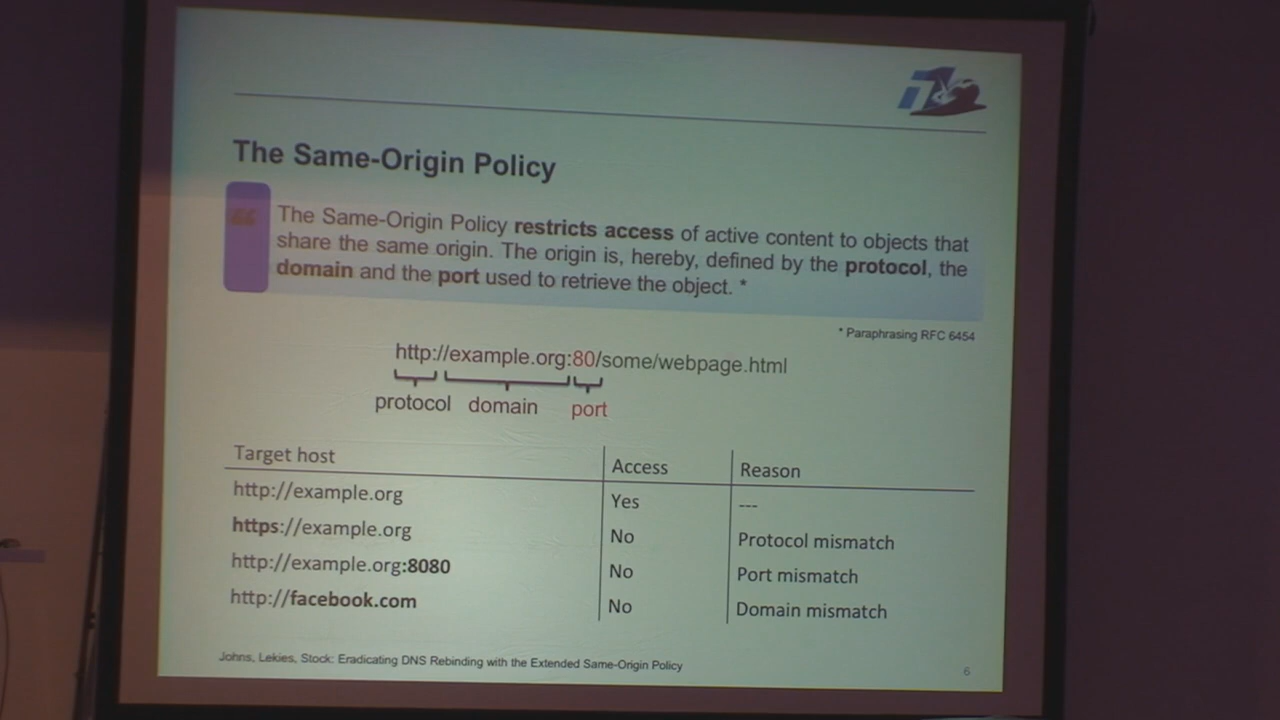 The Same-Origin Policy
The Same-Origin Policy restricts access of active content to objects that
share the same origin. The origin is, hereby, defined by the protocol, the
domain and the port used to retrieve the object. *
* Paraphrasing RFC 6454
http://example.org:80/some/webpage.html
protocol domain port
Target host Access Reason
http://example.org Yes ---
https://example.org No Protocol mismatch
http://example.org:8080 No Port mismatch
http://facebook.com No Domain mismatch
Johns, Lekies, Stock: Eradicating DNS Rebinding with the Extended Same-Origin Policy 6